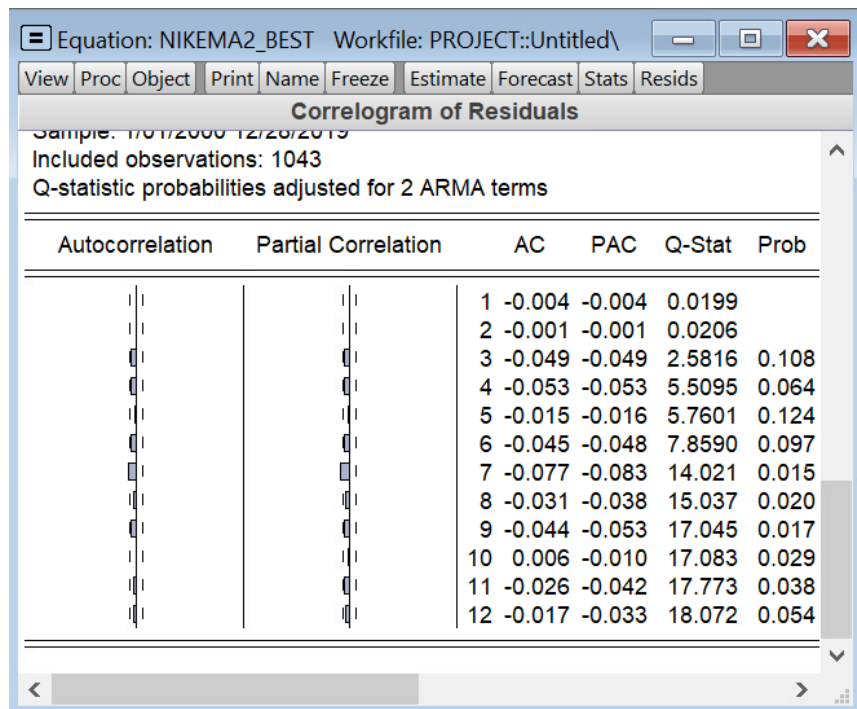 Equation: NIKEMA2_BEST Workfile: PROJECT::Untitled\
View Proc Object Print Name Freeze Estimate Forecast Stats Resids
Correlogram of Residuals
Sample: 1/01/2000 12/28/2019
Included observations: 1043
Q-statistic probabilities adjusted for 2 ARMA terms
Autocorrelation Partial Correlation AC PAC Q-Stat Prob
1 -0.004 -0.004 0.0199
2 -0.001 -0.001 0.0206
3 -0.049 -0.049 2.5816 0.108
4 -0.053 -0.053 5.5095 0.064
5 -0.015 -0.016 5.7601 0.124
6 -0.045 -0.048 7.8590 0.097
7 -0.077 -0.083 14.021 0.015
8 -0.031 -0.038 15.037 0.020
9 -0.044 -0.053 17.045 0.017
10 0.006 -0.010 17.083 0.029
11 -0.026 -0.042 17.773 0.038
12 -0.017 -0.033 18.072 0.054